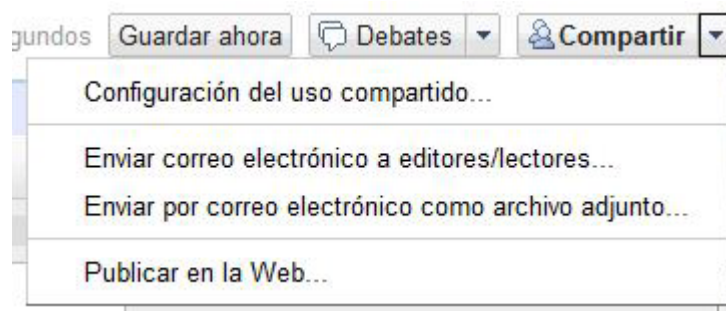 gundos Guardar ahora Debates Compartir
Configuración del uso compartido...
Enviar correo electrónico a editores/lectores...
Enviar por correo electrónico como archivo adjunto...
Publicar en la Web...